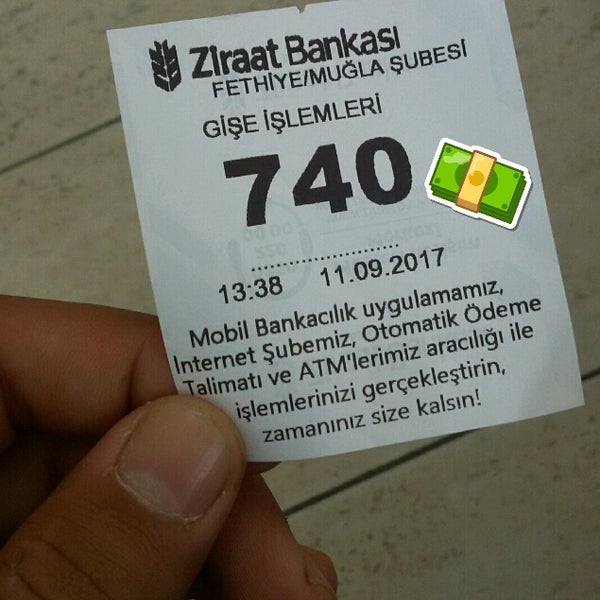 Ziraat Bankası
FETHİYE/MUĞLA ŞUBESİ
GİŞE İŞLEMLERİ
740
13:38 11.09.2017
Mobil Bankacılık uygulamamız,
Internet Şubemiz, Otomatik Ödeme
Talimatı ve ATM'lerimiz aracılığı ile
işlemlerinizi gerçekleştirin,
zamanınız size kalsın!